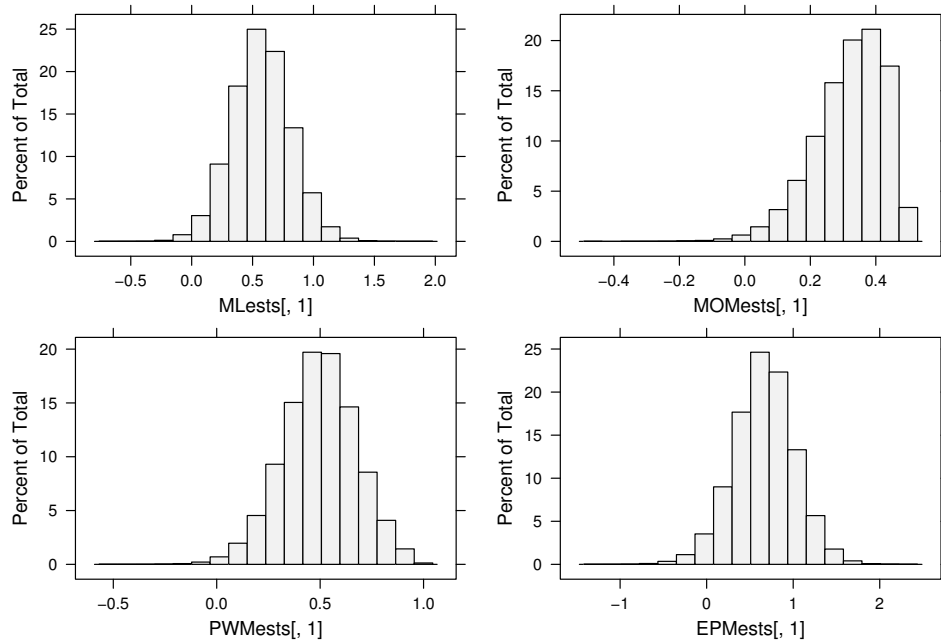 25
20
15
10
5
0
Percent of Total
−0.5 0.0 0.5 1.0 1.5 2.0
MLests[, 1]
20
15
10
5
0
Percent of Total
−0.4 −0.2 0.0 0.2 0.4
MOMests[, 1]
20
15
10
5
0
Percent of Total
−0.5 0.0 0.5 1.0
PWMests[, 1]
25
20
15
10
5
0
Percent of Total
−1 0 1 2
EPMests[, 1]